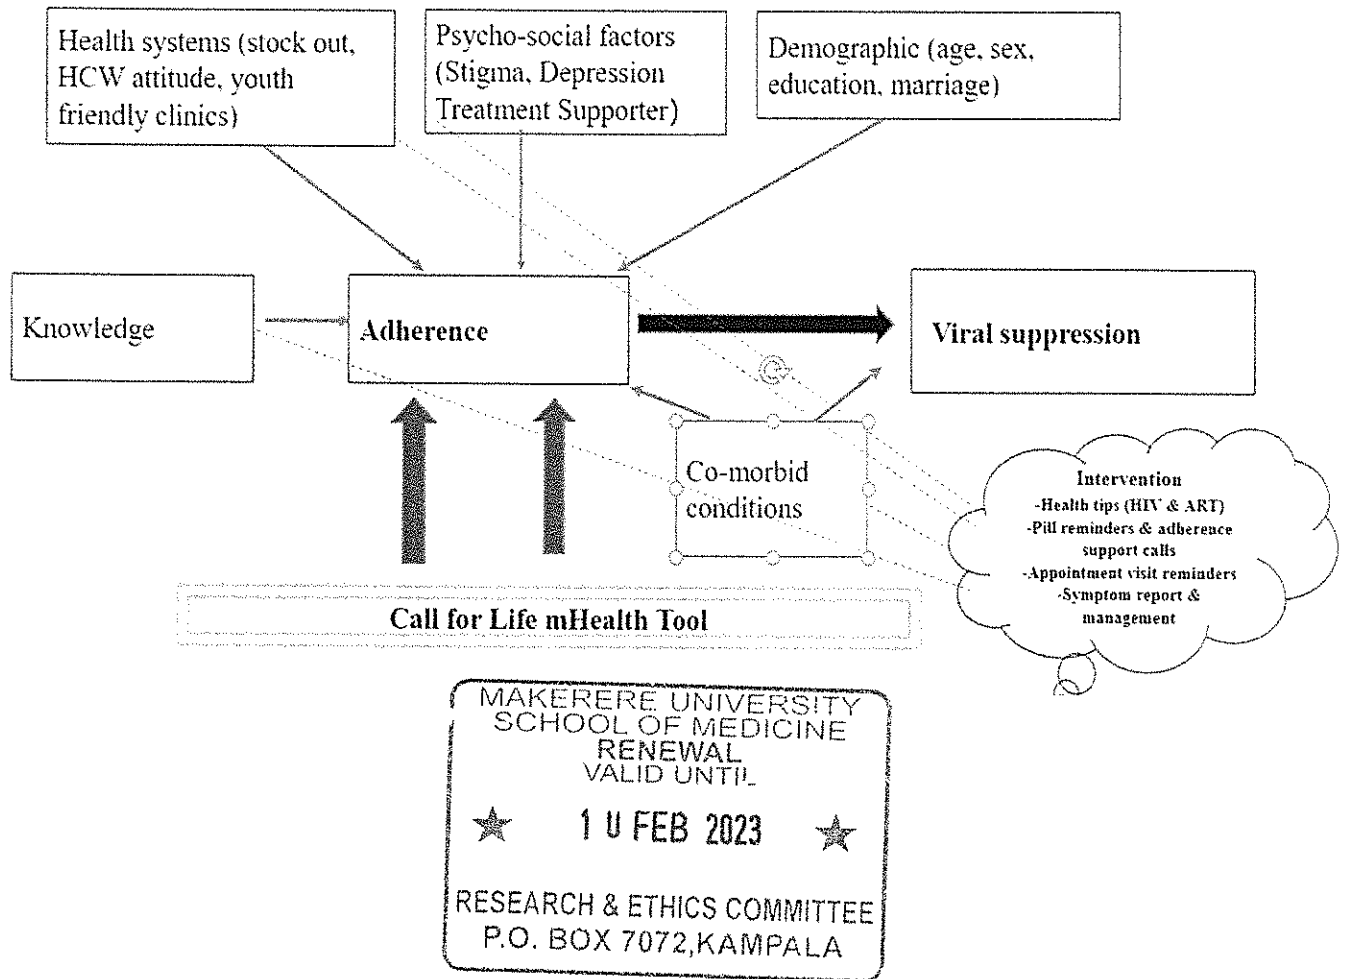 Health systems (stock out,
HCW attitude, youth
friendly clinics)
Psycho-social factors
(Stigma, Depression
Treatment Supporter)
Demographic (age, sex,
education, marriage)
Knowledge
Adherence
Viral suppression
Co-morbid
conditions
Intervention
-Health tips (HIV & ART)
-Pill reminders & adherence
support calls
-Appointment visit reminders
-Symptom report &
management
Call for Life mHealth Tool
MAKERERE UNIVERSITY
SCHOOL OF MEDICINE
RENEWAL
VALID UNTIL
1 0 FEB 2023
RESEARCH & ETHICS COMMITTEE
P.O. BOX 7072, KAMPALA